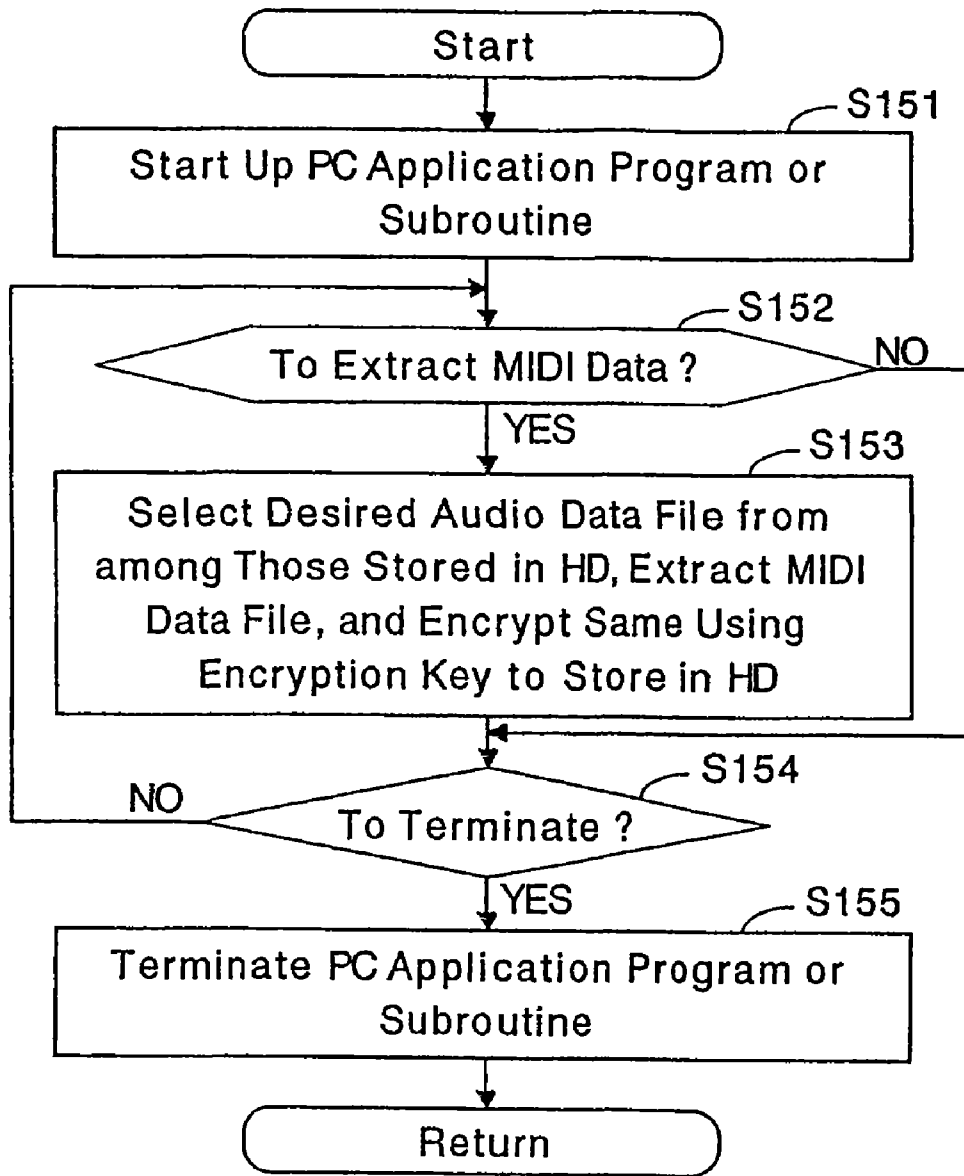 Start
S151
Start Up PC Application Program or
Subroutine
S152
To Extract MIDI Data ?
NO
YES
S153
Select Desired Audio Data File from
among Those Stored in HD, Extract MIDI
Data File, and Encrypt Same Using
Encryption Key to Store in HD
S154
NO
To Terminate ?
YES
S155
Terminate PC Application Program or
Subroutine
Return